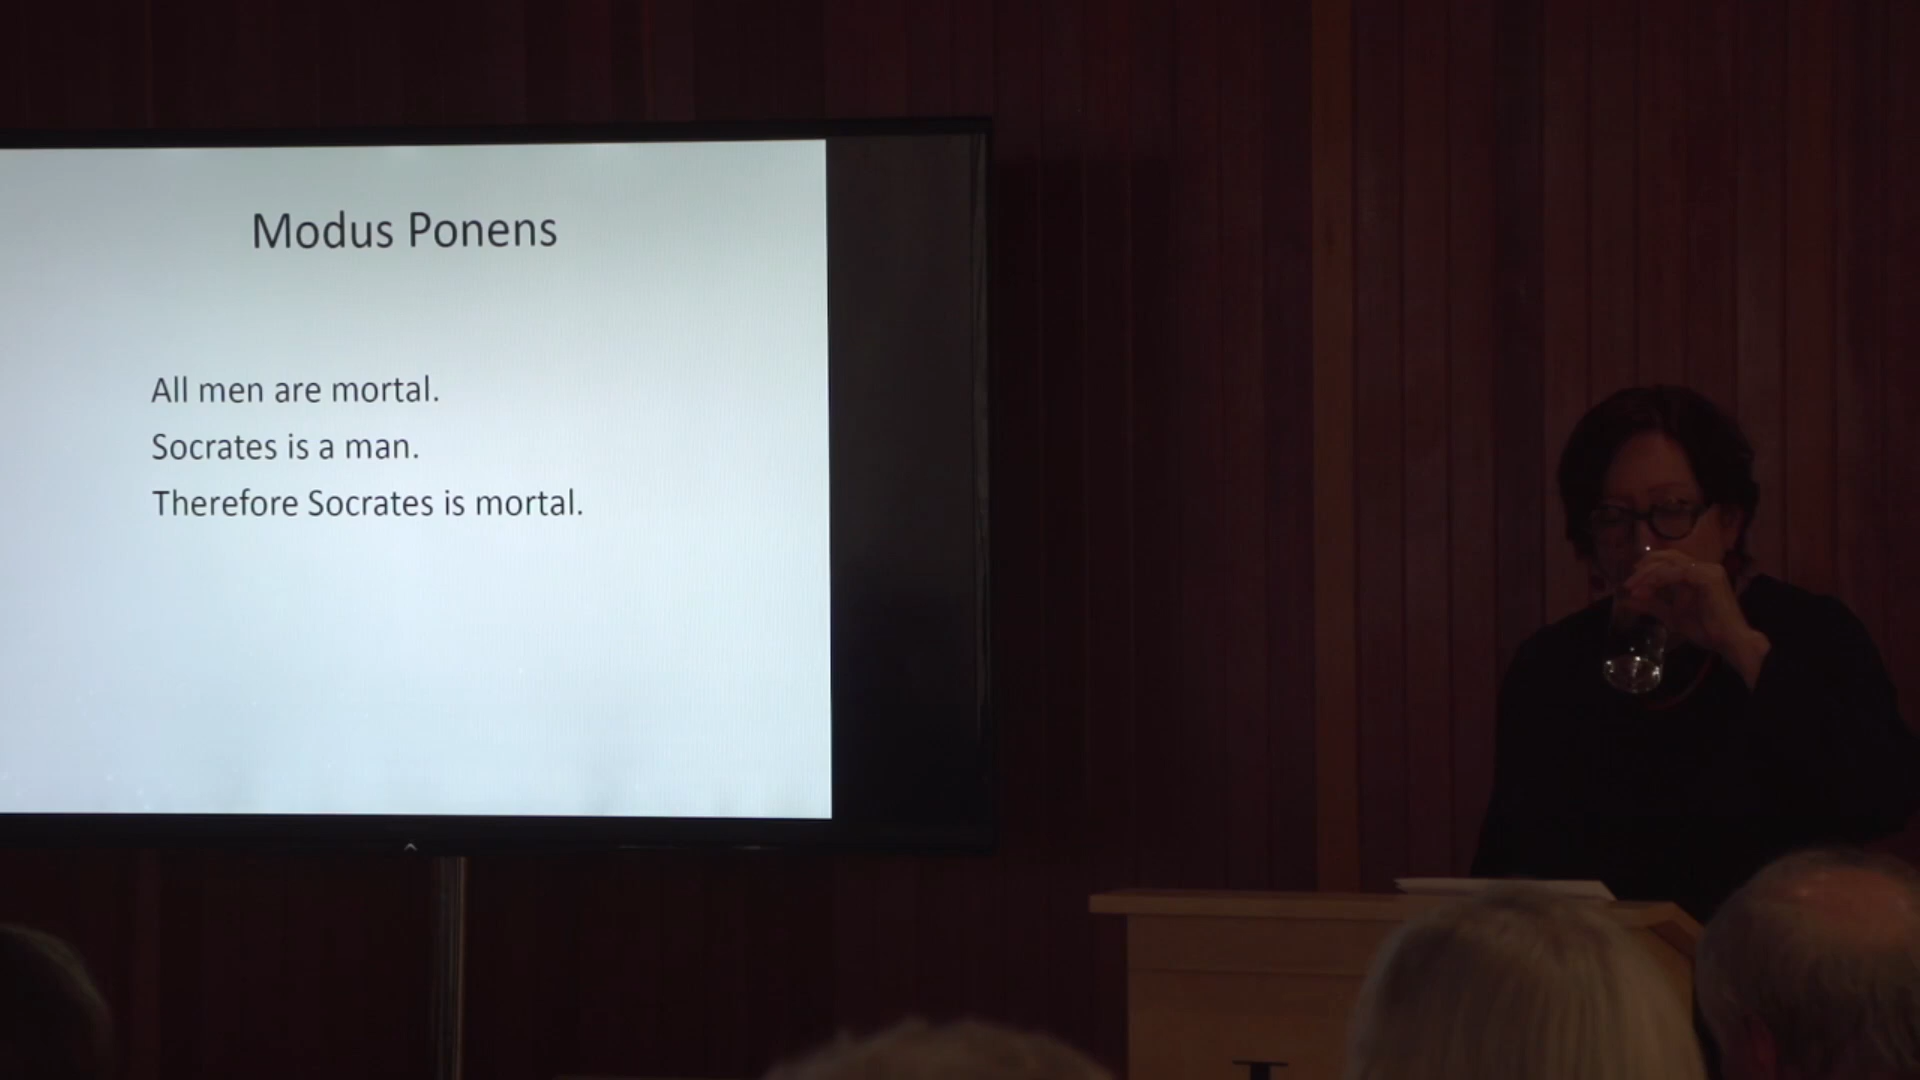 Modus Ponens
All men are mortal.
Socrates is a man.
Therefore Socrates is mortal.